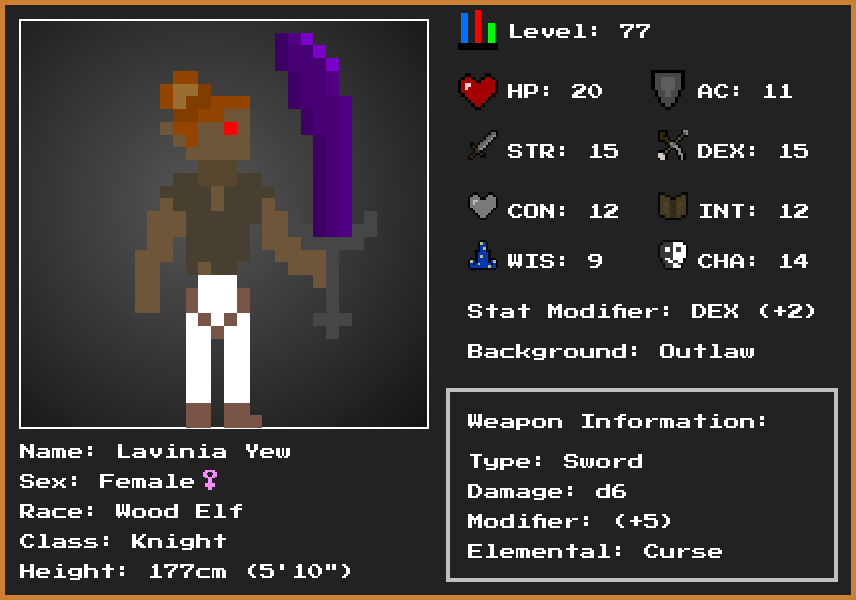 Level: 77
HP: 20 AC: 11
STR: 15 DEX: 15
CON: 12 INT: 12
WIS: 9 CHA: 14
Stat Modifier: DEX (+2)
Background: Outlaw
Weapon Information:
Type: Sword
Damage: d6
Modifier: (+5)
Elemental: Curse
Name: Lavinia Yew
Sex: Female♀
Race: Wood Elf
Class: Knight
Height: 177cm (5'10")